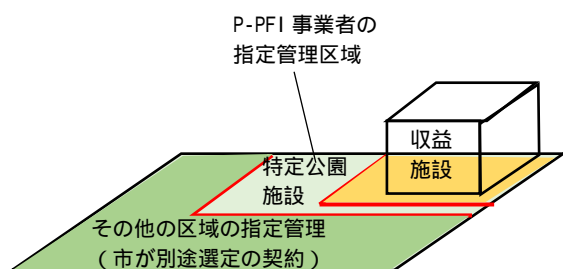 P-PFI 事業者の
指定管理区域
収益
施設
特定公園
施設
その他の区域の指定管理
（市が別途選定の契約）